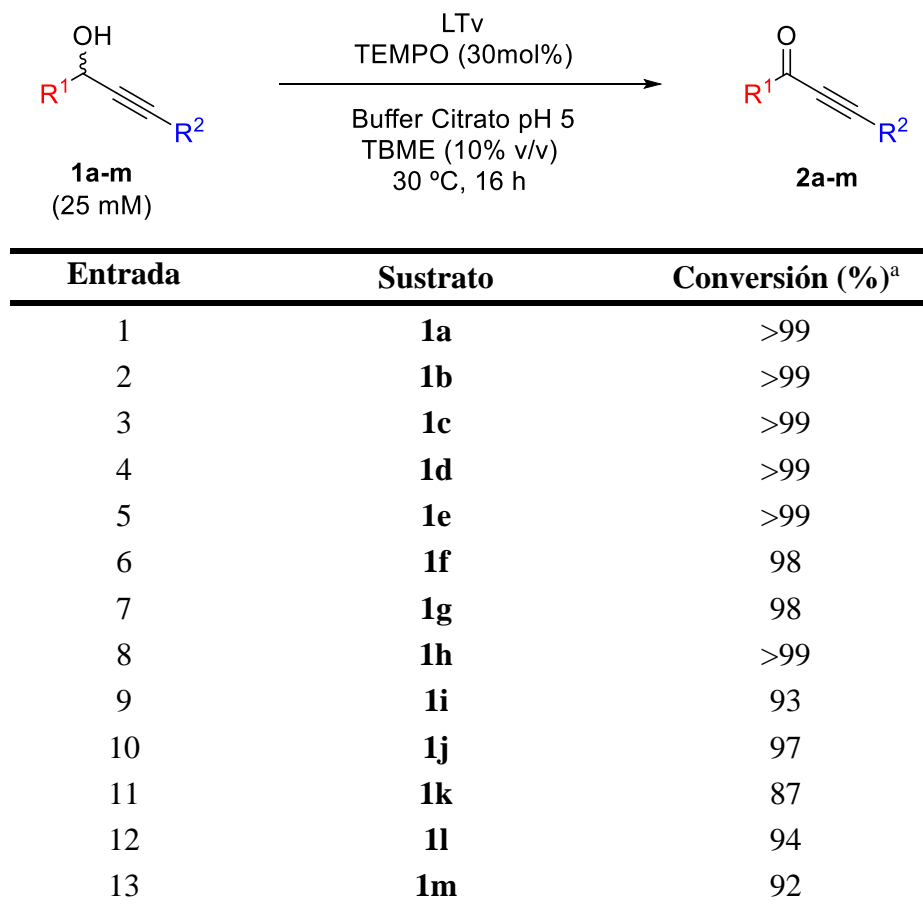 OH
R1
R2
1a-m
(25 mM)
LTv
TEMPO (30mol%)
Buffer Citrato pH 5
TBME (10% v/v)
30 ºC, 16 h
O
R1
R2
2a-m
Entrada Sustrato Conversión (%)a
1 1a >99
2 1b >99
3 1c >99
4 1d >99
5 1e >99
6 1f 98
7 1g 98
8 1h >99
9 1i 93
10 1j 97
11 1k 87
12 1l 94
13 1m 92